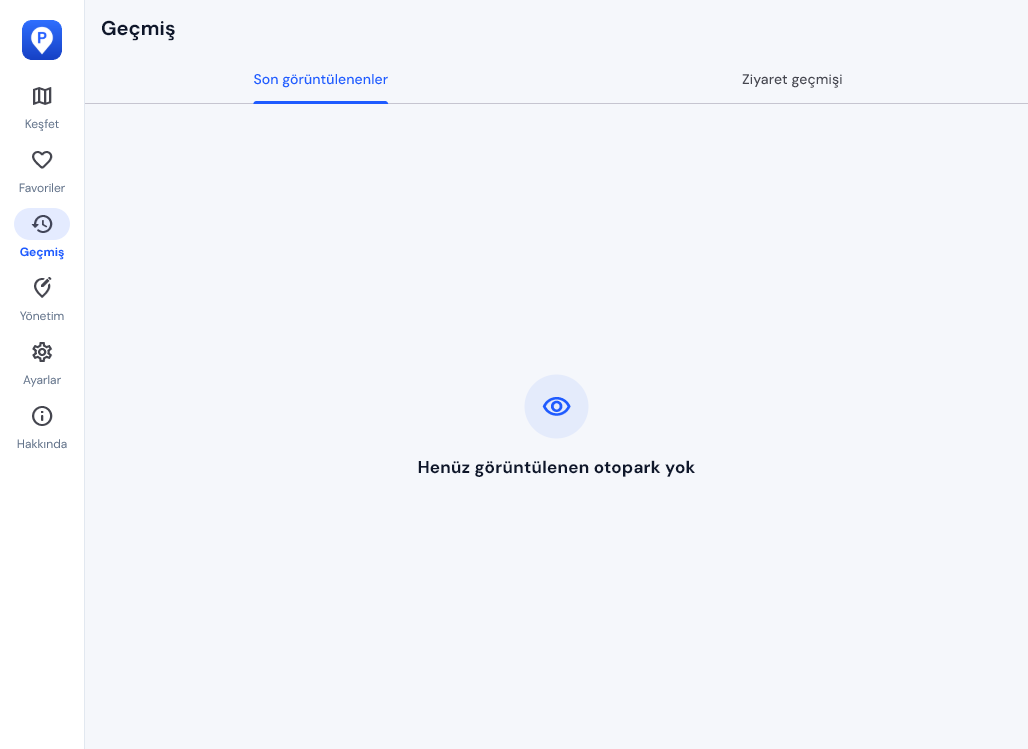 P
Geçmiş
Son görüntülenenler
Ziyaret geçmişi
Keşfet
Favoriler
Geçmiş
Yönetim
Ayarlar
Hakkında
Henüz görüntülenen otopark yok